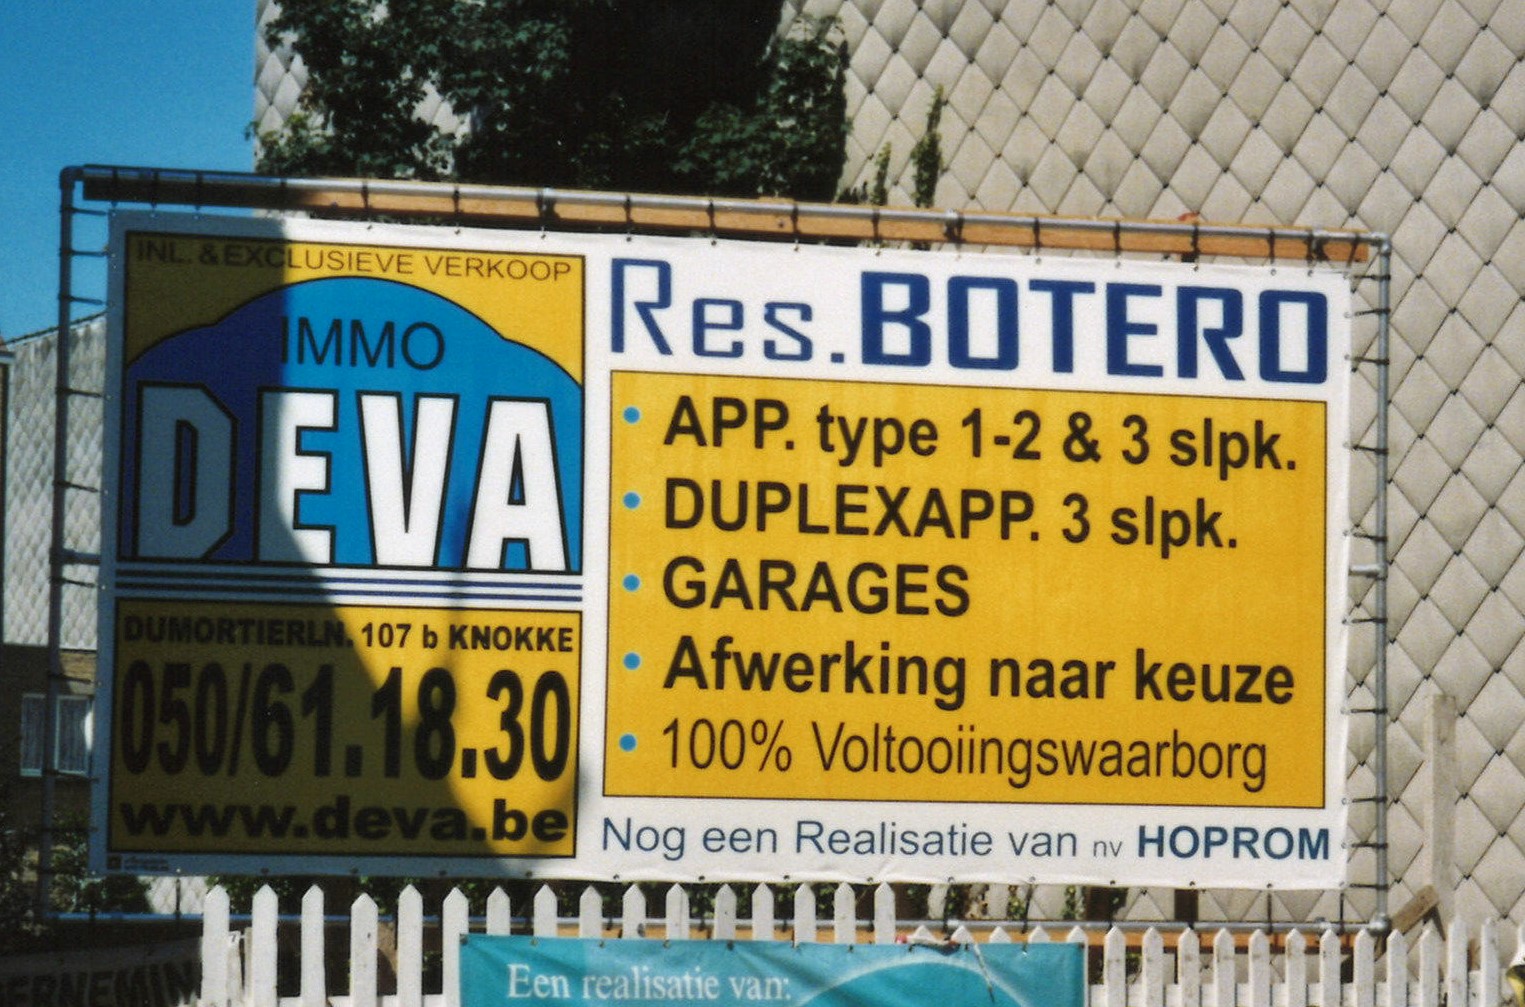 INL. & EXCLUSIEVE VERKOOP
IMMO
DEVA
DUMORTIERLN. 107 b KNOKKE
050/61.18.30
www.deva.be
Res. BOTERO
• APP. type 1-2 & 3 slpk.
• DUPLEXAPP. 3 slpk.
• GARAGES
• Afwerking naar keuze
• 100% Voltooiingswaarborg
Nog een Realisatie van nv HOPROM
Een realisatie van: